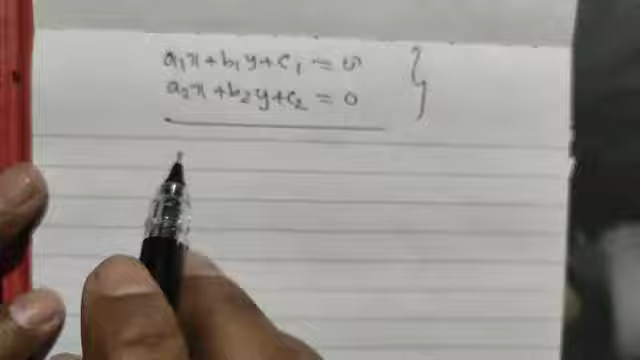 a₁x + b₁y + c₁ = 0
a₂x + b₂y + c₂ = 0